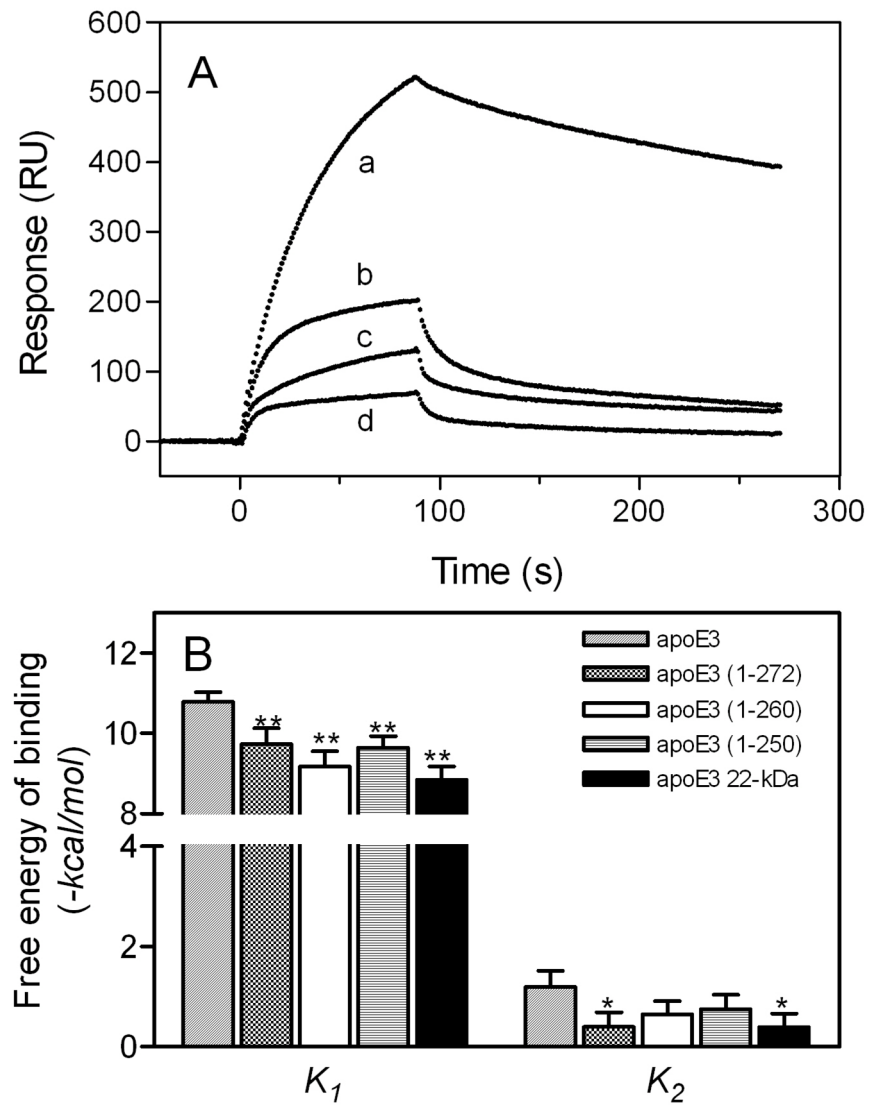 A
Response (RU)
600
500
400
300
200
100
0
a
b
c
d
0
100
200
300
Time (s)
B
Free energy of binding
(-kcal/mol)
12
10
8
4
2
0
**
**
**
**
*
*
apoE3
apoE3 (1-272)
apoE3 (1-260)
apoE3 (1-250)
apoE3 22-kDa
K1
K2